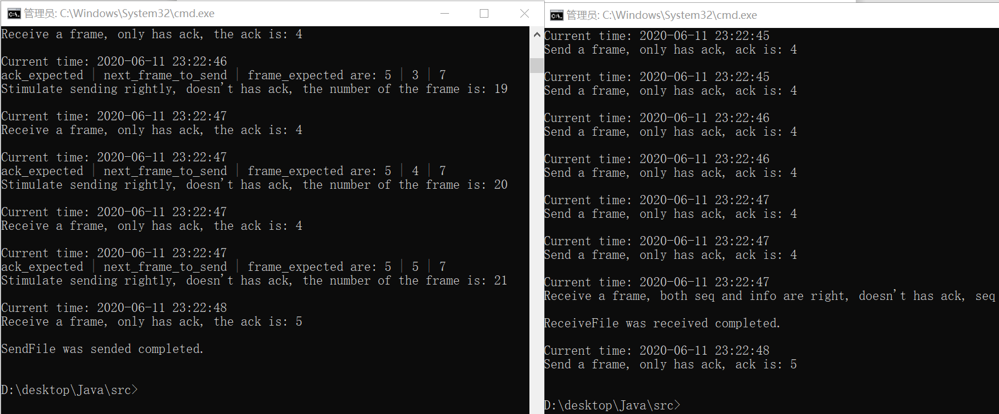 管理员: C:\Windows\System32\cmd.exe
Receive a frame, only has ack, the ack is: 4
Current time: 2020-06-11 23:22:46
ack_expected | next_frame_to_send | frame_expected are: 5 | 3 | 7
Stimulate sending rightly, doesn't has ack, the number of the frame is: 19
Current time: 2020-06-11 23:22:47
Receive a frame, only has ack, the ack is: 4
Current time: 2020-06-11 23:22:47
ack_expected | next_frame_to_send | frame_expected are: 5 | 4 | 7
Stimulate sending rightly, doesn't has ack, the number of the frame is: 20
Current time: 2020-06-11 23:22:47
Receive a frame, only has ack, the ack is: 4
Current time: 2020-06-11 23:22:47
ack_expected | next_frame_to_send | frame_expected are: 5 | 5 | 7
Stimulate sending rightly, doesn't has ack, the number of the frame is: 21
Current time: 2020-06-11 23:22:48
Receive a frame, only has ack, the ack is: 5
SendFile was sended completed.
D:\desktop\Java\src>
管理员: C:\Windows\System32\cmd.exe
Current time: 2020-06-11 23:22:45
Send a frame, only has ack, ack is: 4
Current time: 2020-06-11 23:22:45
Send a frame, only has ack, ack is: 4
Current time: 2020-06-11 23:22:46
Send a frame, only has ack, ack is: 4
Current time: 2020-06-11 23:22:46
Send a frame, only has ack, ack is: 4
Current time: 2020-06-11 23:22:47
Send a frame, only has ack, ack is: 4
Current time: 2020-06-11 23:22:47
Send a frame, only has ack, ack is: 4
Current time: 2020-06-11 23:22:47
Receive a frame, both seq and info are right, doesn't has ack, seq
ReceiveFile was received completed.
Current time: 2020-06-11 23:22:48
Send a frame, only has ack, ack is: 5
D:\desktop\Java\src>